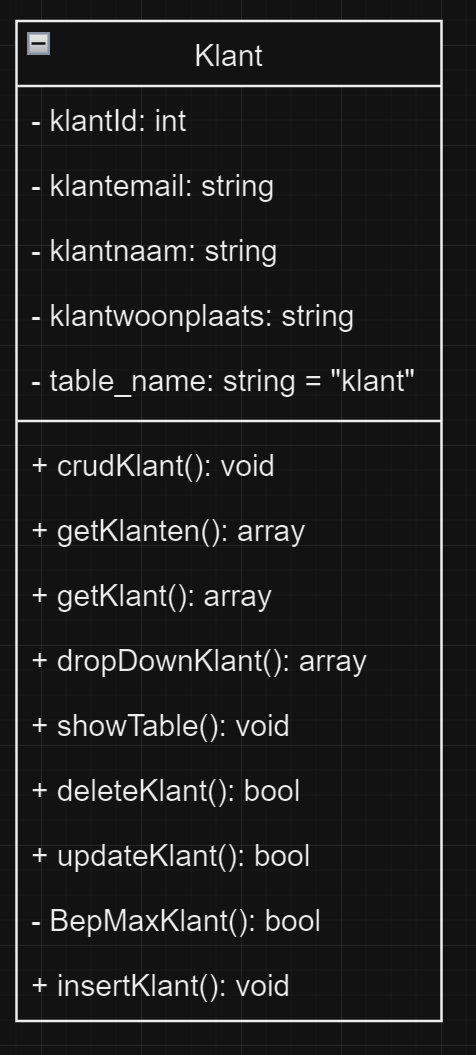 Klant
- klantId: int
- klantemail: string
- klantnaam: string
- klantwoonplaats: string
- table_name: string = "klant"
+ crudKlant(): void
+ getKlanten(): array
+ getKlant(): array
+ dropDownKlant(): array
+ showTable(): void
+ deleteKlant(): bool
+ updateKlant(): bool
- BepMaxKlant(): bool
+ insertKlant(): void